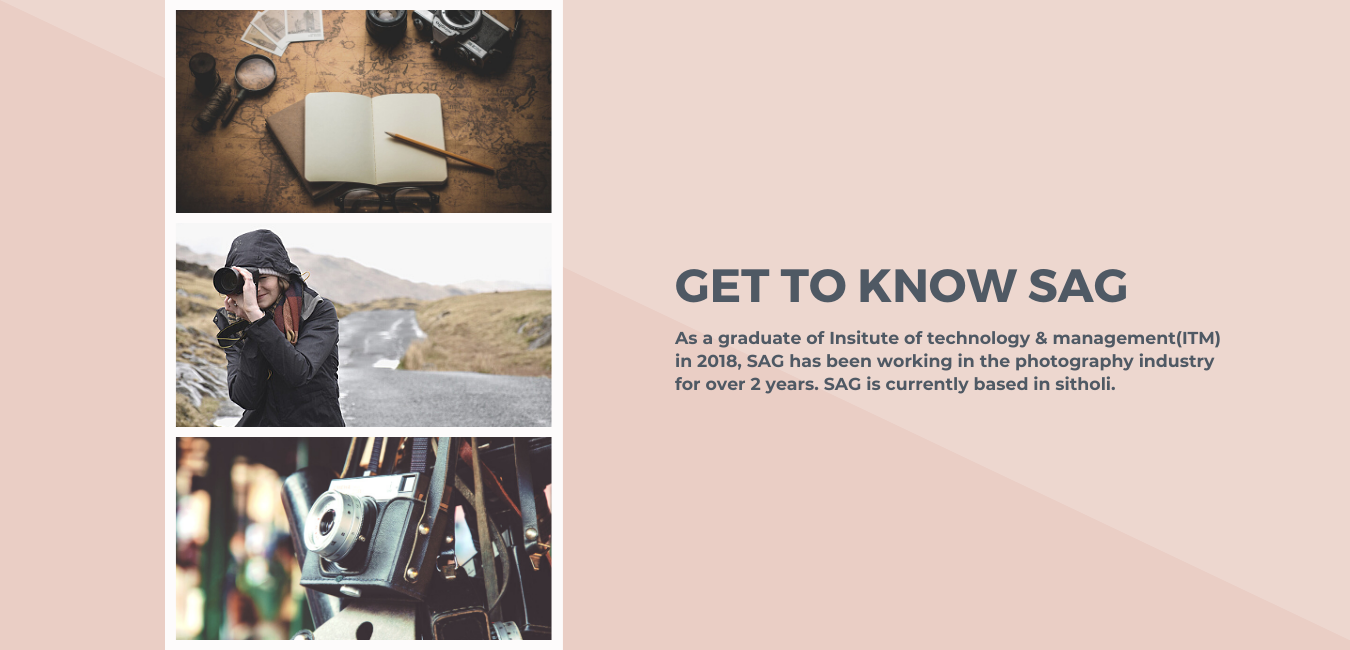 GET TO KNOW SAG
As a graduate of Insitute of technology & management(ITM)
in 2018, SAG has been working in the photography industry
for over 2 years. SAG is currently based in sitholi.